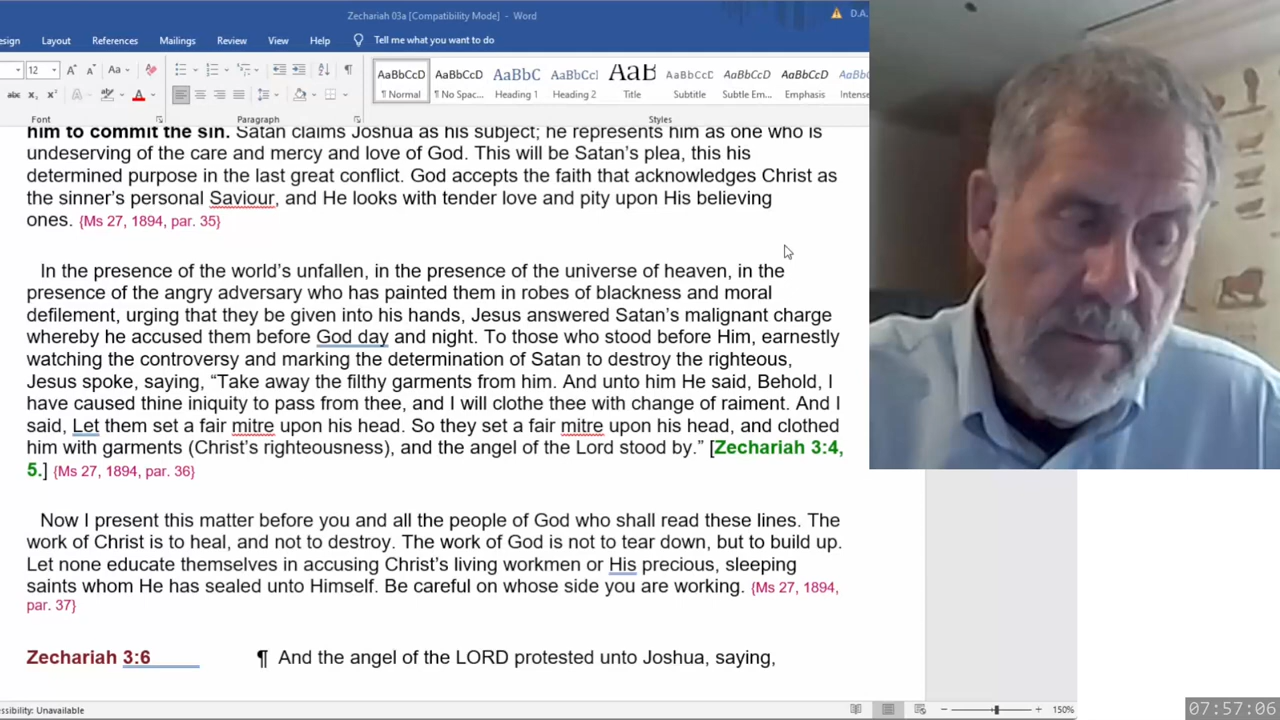 Zechariah 03a [Compatibility Mode] - Word
D.A.
esign Layout References Mailings Review View Help Tell me what you want to do
12 Aa
AaBbCcD AaBbCcD AaBbC AaBbCcI AaB AaBbCcD AaBbCcD AaBbCcD AaBb
¶ Normal ¶ No Spac... Heading 1 Heading 2 Title Subtitle Subtle Em... Emphasis Intense
Font Paragraph Styles
him to commit the sin. Satan claims Joshua as his subject; he represents him as one who is
undeserving of the care and mercy and love of God. This will be Satan's plea, this his
determined purpose in the last great conflict. God accepts the faith that acknowledges Christ as
the sinner's personal Saviour, and He looks with tender love and pity upon His believing
ones. {Ms 27, 1894, par. 35}
In the presence of the world's unfallen, in the presence of the universe of heaven, in the
presence of the angry adversary who has painted them in robes of blackness and moral
defilement, urging that they be given into his hands, Jesus answered Satan's malignant charge
whereby he accused them before God day and night. To those who stood before Him, earnestly
watching the controversy and marking the determination of Satan to destroy the righteous,
Jesus spoke, saying, "Take away the filthy garments from him. And unto him He said, Behold, I
have caused thine iniquity to pass from thee, and I will clothe thee with change of raiment. And I
said, Let them set a fair mitre upon his head. So they set a fair mitre upon his head, and clothed
him with garments (Christ's righteousness), and the angel of the Lord stood by." [Zechariah 3:4,
5.] {Ms 27, 1894, par. 36}
Now I present this matter before you and all the people of God who shall read these lines. The
work of Christ is to heal, and not to destroy. The work of God is not to tear down, but to build up.
Let none educate themselves in accusing Christ's living workmen or His precious, sleeping
saints whom He has sealed unto Himself. Be careful on whose side you are working. {Ms 27, 1894,
par. 37}
Zechariah 3:6 ¶ And the angel of the LORD protested unto Joshua, saying,
ssibility: Unavailable
150%
07:57:06